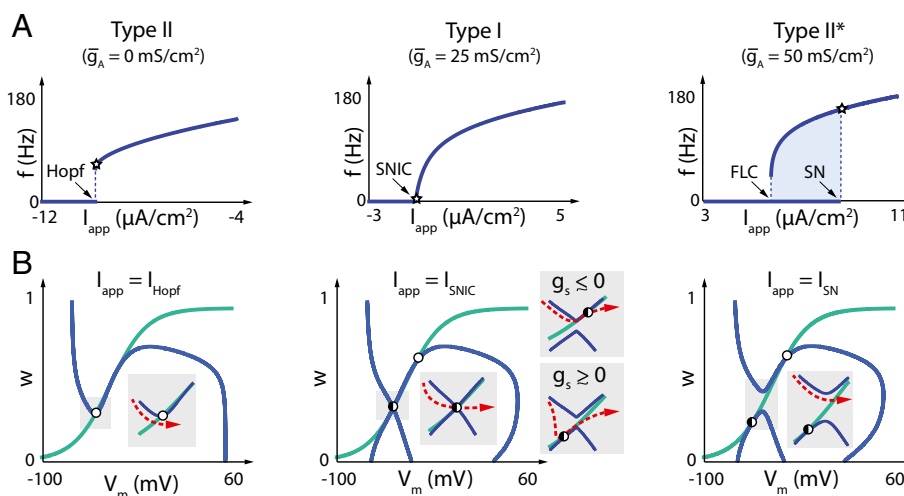 A
Type II
(g̅A = 0 mS/cm²)
Type I
(g̅A = 25 mS/cm²)
Type II*
(g̅A = 50 mS/cm²)
180
f (Hz)
0
Hopf
-12
Iapp (μA/cm²)
-4
180
f (Hz)
0
SNIC
-3
Iapp (μA/cm²)
5
180
f (Hz)
0
FLC
SN
3
Iapp (μA/cm²)
11
B
Iapp = IHopf
1
w
0
-100
Vm (mV)
60
Iapp = ISNIC
1
0
-100
Vm (mV)
60
gs ≲ 0
gs ≳ 0
Iapp = ISN
1
0
-100
Vm (mV)
60